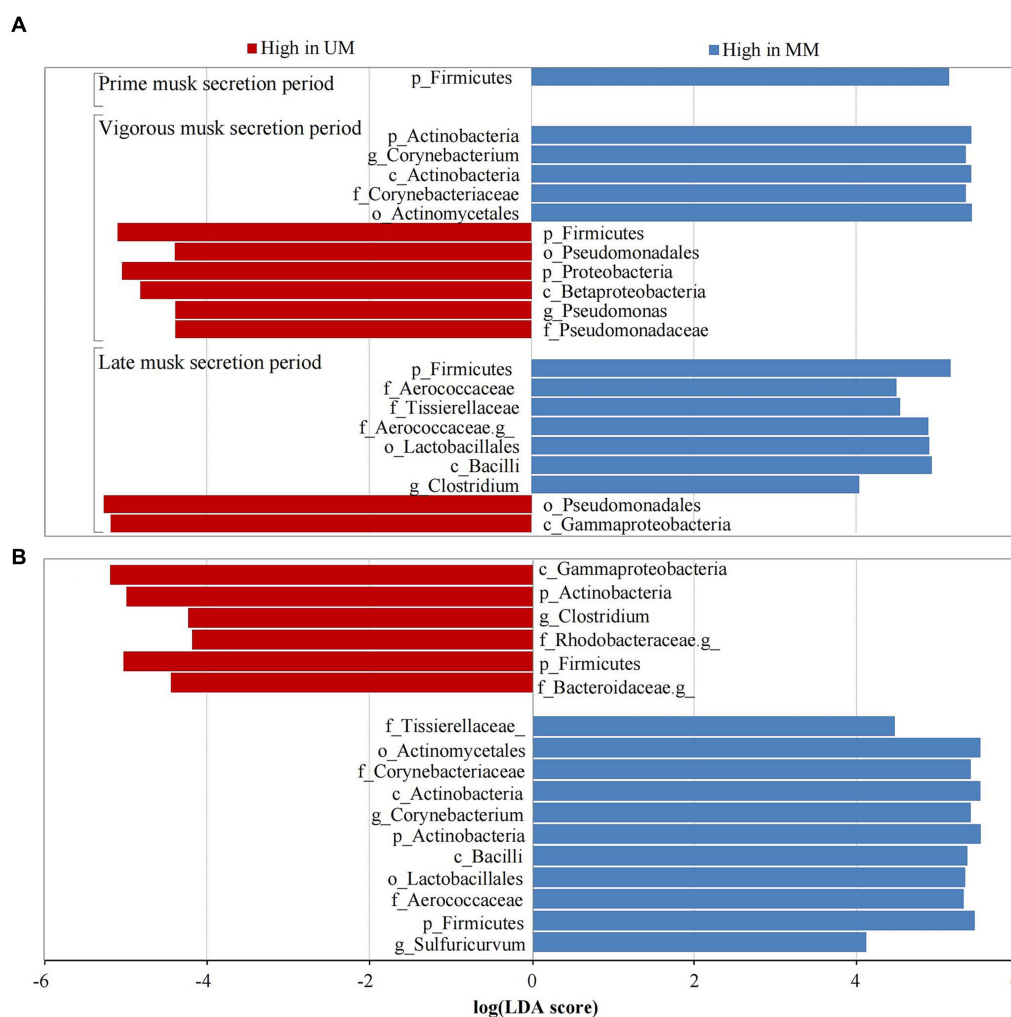 A
High in UM
High in MM
Prime musk secretion period
p_Firmicutes
Vigorous musk secretion period
p_Actinobacteria
g_Corynebacterium
c_Actinobacteria
f_Corynebacteriaceae
o_Actinomycetales
p_Firmicutes
o_Pseudomonadales
p_Proteobacteria
c_Betaproteobacteria
g_Pseudomonas
f_Pseudomonadaceae
Late musk secretion period
p_Firmicutes
f_Aerococcaceae
f_Tissierellaceae
f_Aerococcaceae.g_
o_Lactobacillales
c_Bacilli
g_Clostridium
o_Pseudomonadales
c_Gammaproteobacteria
B
c_Gammaproteobacteria
p_Actinobacteria
g_Clostridium
f_Rhodobacteraceae.g_
p_Firmicutes
f_Bacteroidaceae.g_
f_Tissierellaceae_
o_Actinomycetales
f_Corynebacteriaceae
c_Actinobacteria
g_Corynebacterium
p_Actinobacteria
c_Bacilli
o_Lactobacillales
f_Aerococcaceae
p_Firmicutes
g_Sulfuricurvum
-6 -4 -2 0 2 4
log(LDA score)